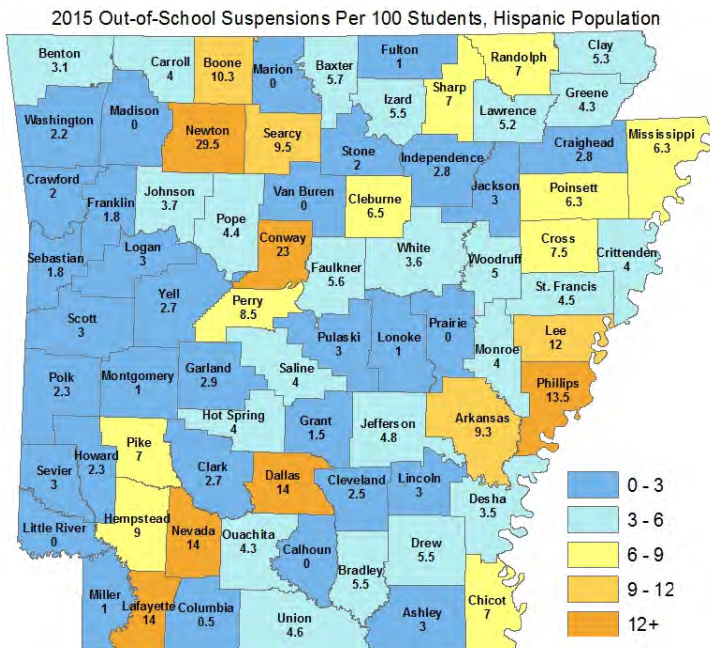 2015 Out-of-School Suspensions Per 100 Students, Hispanic Population
Benton
3.1
Carroll
4
Boone
10.3
Marion
0
Baxter
5.7
Fulton
1
Sharp
7
Randolph
7
Clay
5.3
Izard
5.5
Lawrence
5.2
Greene
4.3
Washington
2.2
Madison
0
Newton
29.5
Searcy
9.5
Stone
2
Independence
2.8
Jackson
3
Craighead
2.8
Mississippi
6.3
Crawford
2
Franklin
1.8
Johnson
3.7
Pope
4.4
Van Buren
0
Cleburne
6.5
Poinsett
6.3
Sebastian
1.8
Logan
3
Conway
23
Faulkner
5.6
White
3.6
Woodruff
5
Cross
7.5
Crittenden
4
St. Francis
4.5
Scott
3
Yell
2.7
Perry
8.5
Pulaski
3
Lonoke
1
Prairie
0
Monroe
4
Lee
12
Phillips
13.5
Polk
2.3
Montgomery
1
Garland
2.9
Saline
4
Hot Spring
4
Grant
1.5
Jefferson
4.8
Arkansas
9.3
Sevier
3
Howard
2.3
Pike
7
Clark
2.7
Dallas
14
Cleveland
2.5
Lincoln
3
Desha
3.5
Little River
0
Hempstead
9
Nevada
14
Ouachita
4.3
Calhoun
0
Bradley
5.5
Drew
5.5
Miller
1
Lafayette
14
Columbia
0.5
Union
4.6
Ashley
3
Chicot
7
0 - 3
3 - 6
6 - 9
9 - 12
12+